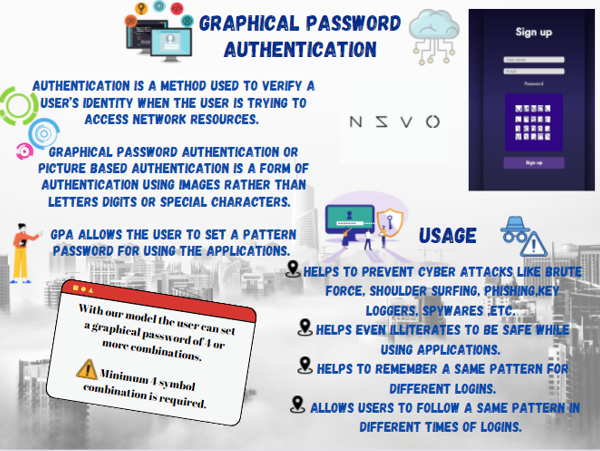 GRAPHICAL PASSWORD
AUTHENTICATION
AUTHENTICATION IS A METHOD USED TO VERIFY A
USER'S IDENTITY WHEN THE USER IS TRYING TO
ACCESS NETWORK RESOURCES.
GRAPHICAL PASSWORD AUTHENTICATION OR
PICTURE BASED AUTHENTICATION IS A FORM OF
AUTHENTICATION USING IMAGES RATHER THAN
LETTERS DIGITS OR SPECIAL CHARACTERS.
GPA ALLOWS THE USER TO SET A PATTERN
PASSWORD FOR USING THE APPLICATIONS.
With our model the user can set
a graphical password of 4 or
more combinations.
Minimum 4 symbol
combination is required.
Sign up
Email
Password
Sign up
USAGE
HELPS TO PREVENT CYBER ATTACKS LIKE BRUTE
FORCE, SHOULDER SURFING, PHISHING,KEY
LOGGERS, SPYWARES .ETC.
HELPS EVEN ILLITERATES TO BE SAFE WHILE
USING APPLICATIONS.
HELPS TO REMEMBER A SAME PATTERN FOR
DIFFERENT LOGINS.
ALLOWS USERS TO FOLLOW A SAME PATTERN IN
DIFFERENT TIMES OF LOGINS.